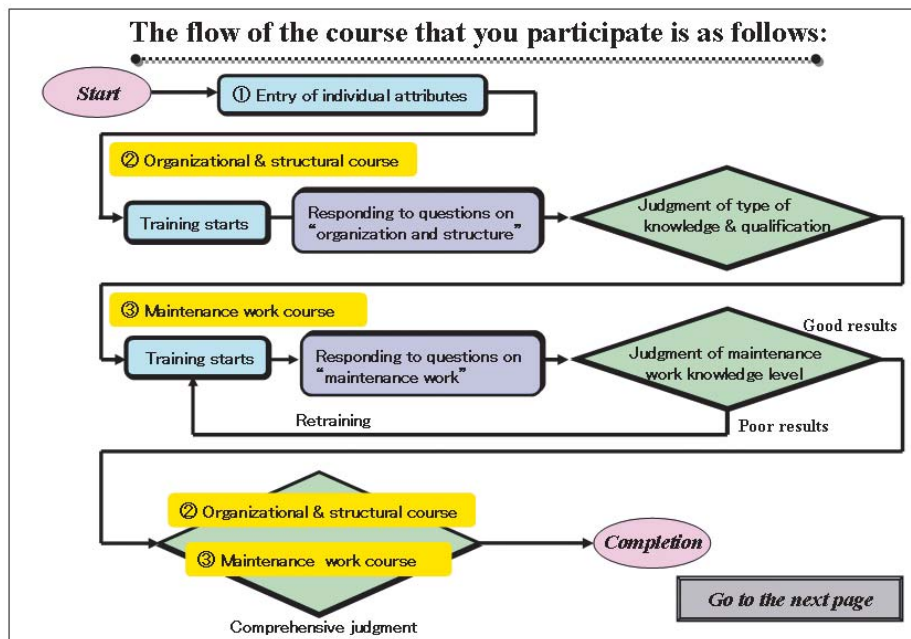 The flow of the course that you participate is as follows:
Start
① Entry of individual attributes
② Organizational & structural course
Training starts
Responding to questions on
“organization and structure”
Judgment of type of
knowledge & qualification
③ Maintenance work course
Good results
Training starts
Responding to questions on
“maintenance work”
Judgment of maintenance
work knowledge level
Retraining
Poor results
② Organizational & structural course
③ Maintenance work course
Completion
Comprehensive judgment
Go to the next page